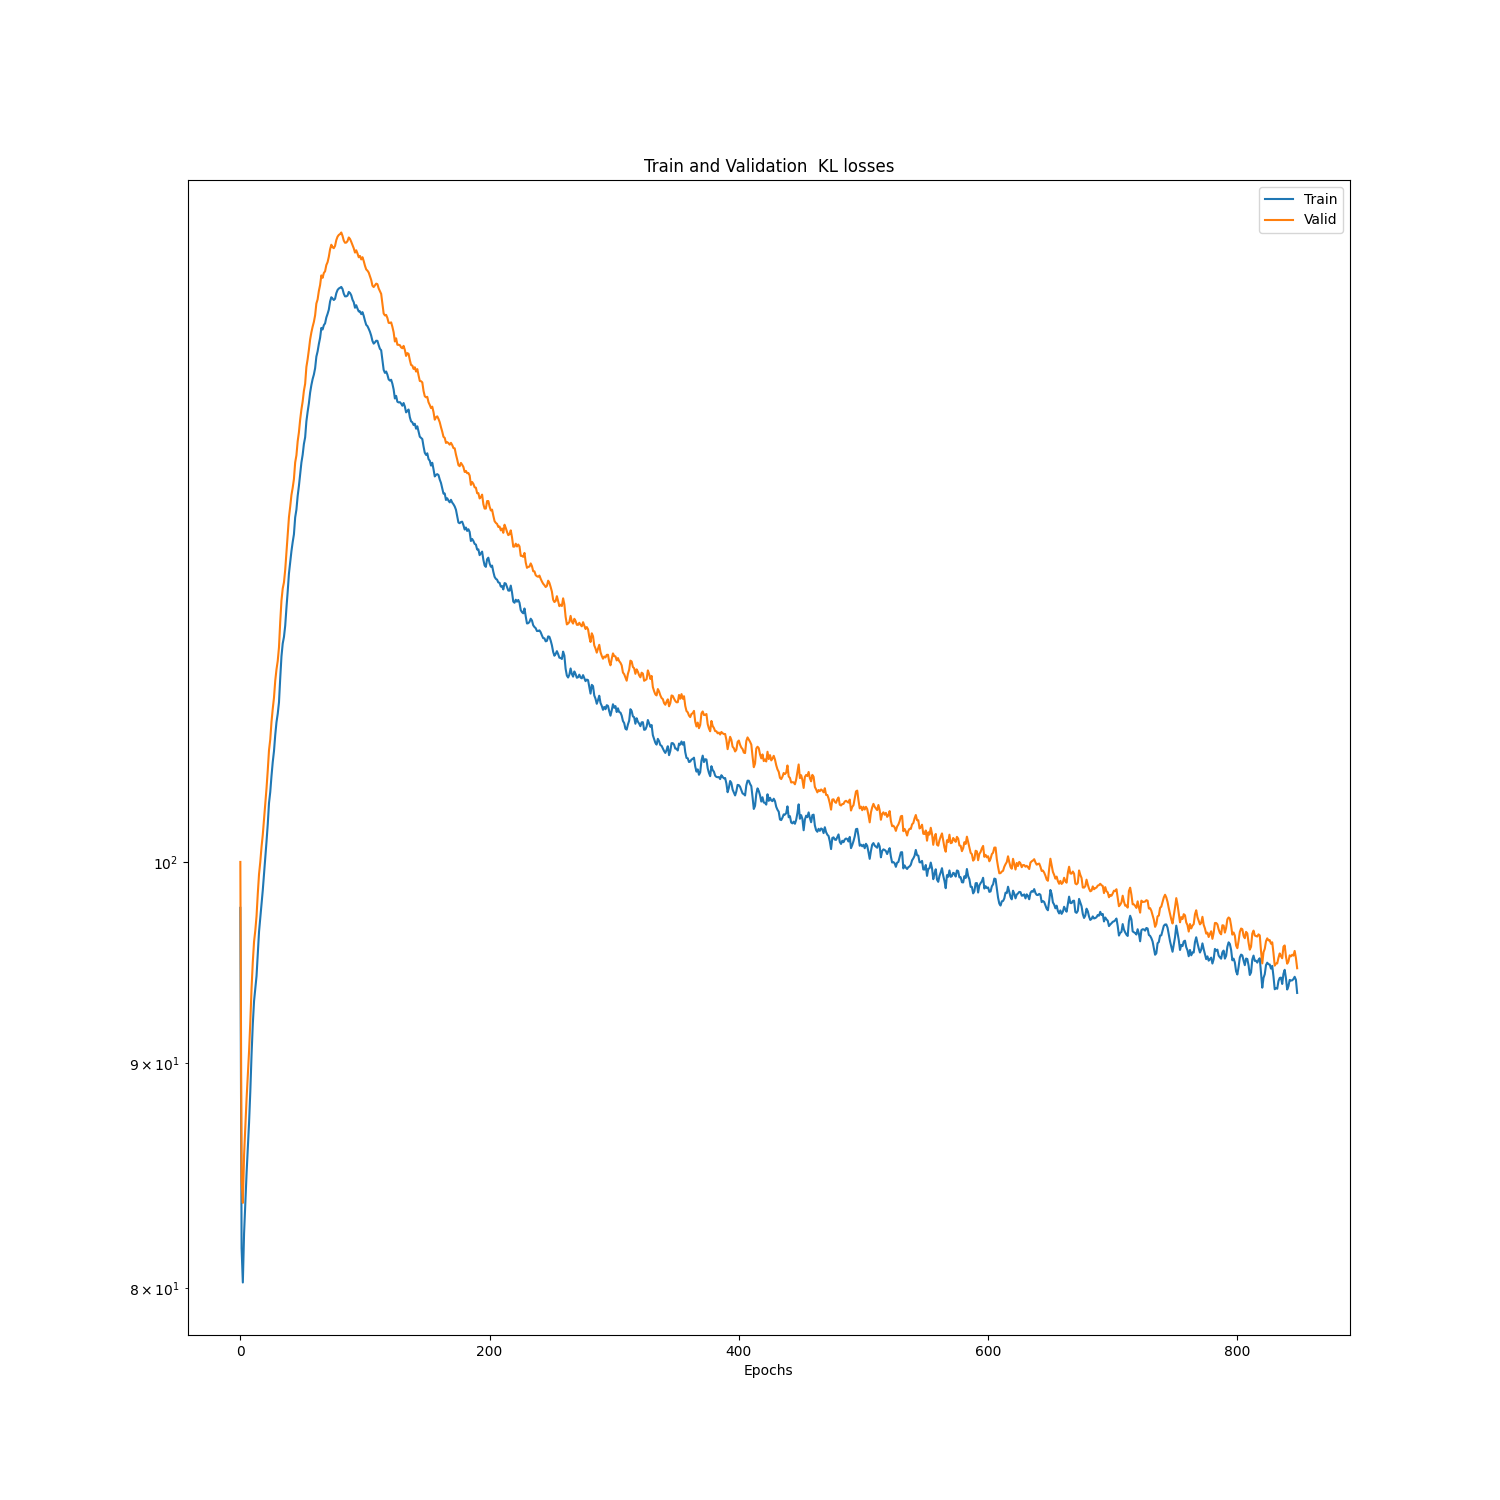 Train and Validation  KL losses
Train
Valid
10²
9 × 10¹
8 × 10¹
0 200 400 600 800
Epochs